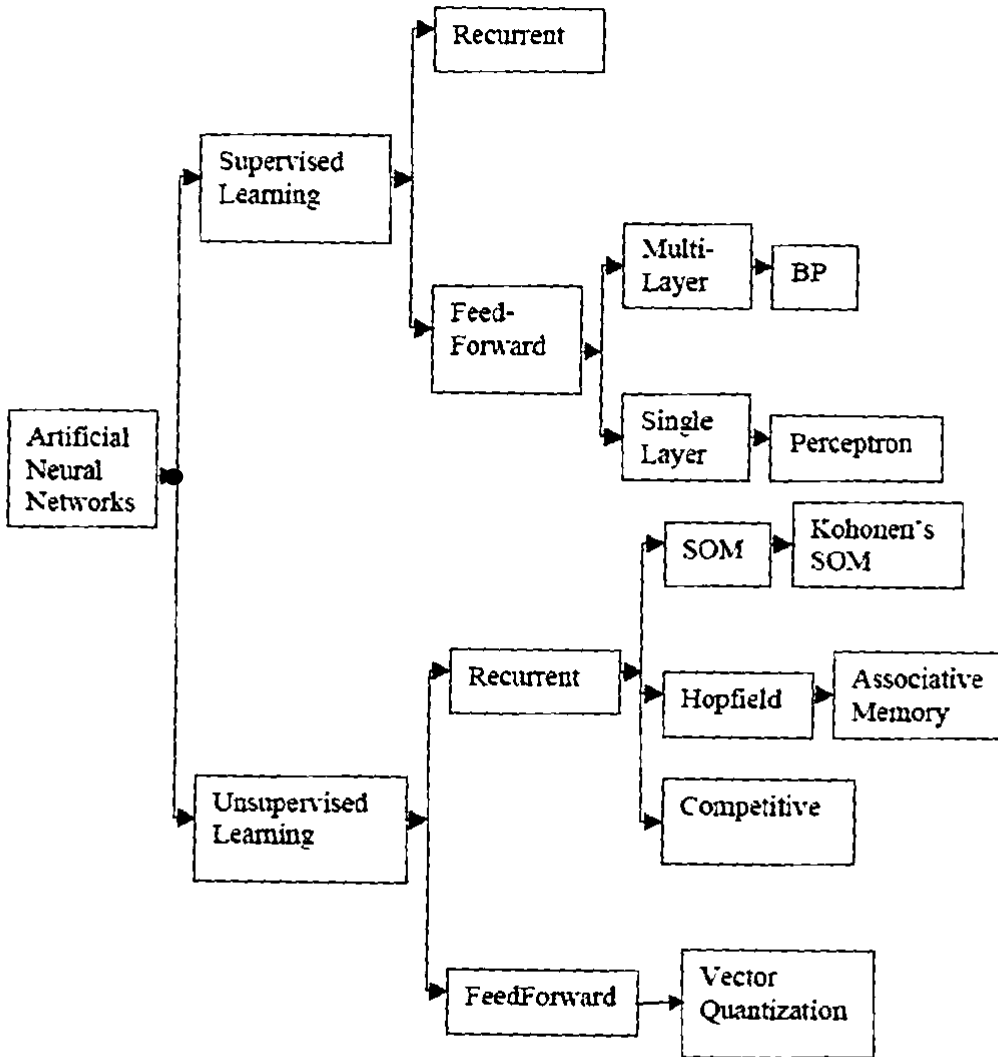 Recurrent
Supervised
Learning
Multi-
Layer
BP
Feed-
Forward
Single
Layer
Perceptron
Artificial
Neural
Networks
SOM
Kohonen's
SOM
Recurrent
Hopfield
Associative
Memory
Unsupervised
Learning
Competitive
FeedForward
Vector
Quantization